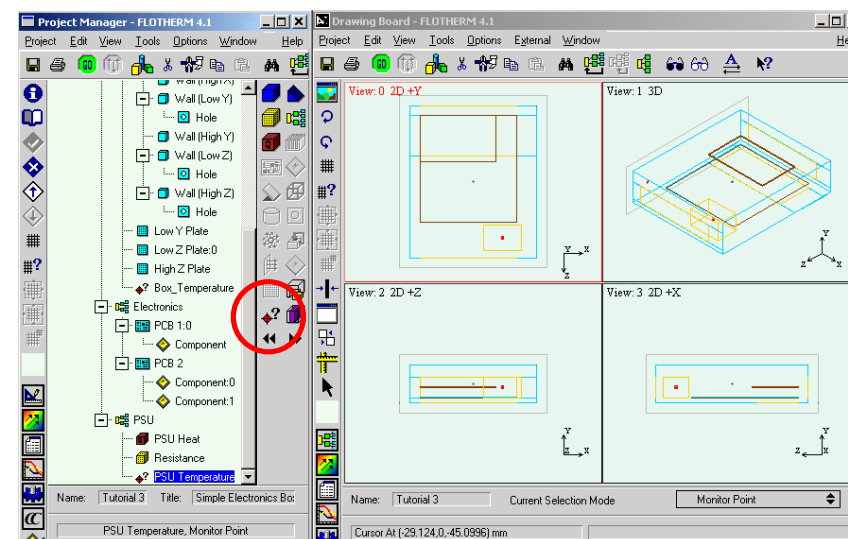 Project Manager - FLOTHERM 4.1
Project Edit View Tools Options Window Help
Wall (High X)
Wall (Low Y)
Hole
Wall (High Y)
Wall (Low Z)
Hole
Wall (High Z)
Hole
Low Y Plate
Low Z Plate:0
High Z Plate
Box_Temperature
Electronics
PCB 1:0
Component
PCB 2
Component:0
Component:1
PSU
PSU Heat
Resistance
PSU Temperature
Name: Tutorial 3 Title: Simple Electronics Bo:
PSU Temperature, Monitor Point
Drawing Board - FLOTHERM 4.1
Project Edit View Tools Options External Window He
View: 0 2D +Y
Y X
Z
View: 1 3D
Y
Z X
View: 2 2D +Z
Y
Z X
View: 3 2D +X
Y
Z X
Name: Tutorial 3 Current Selection Mode Monitor Point
Cursor At (-29.124,0,-45.0996) mm